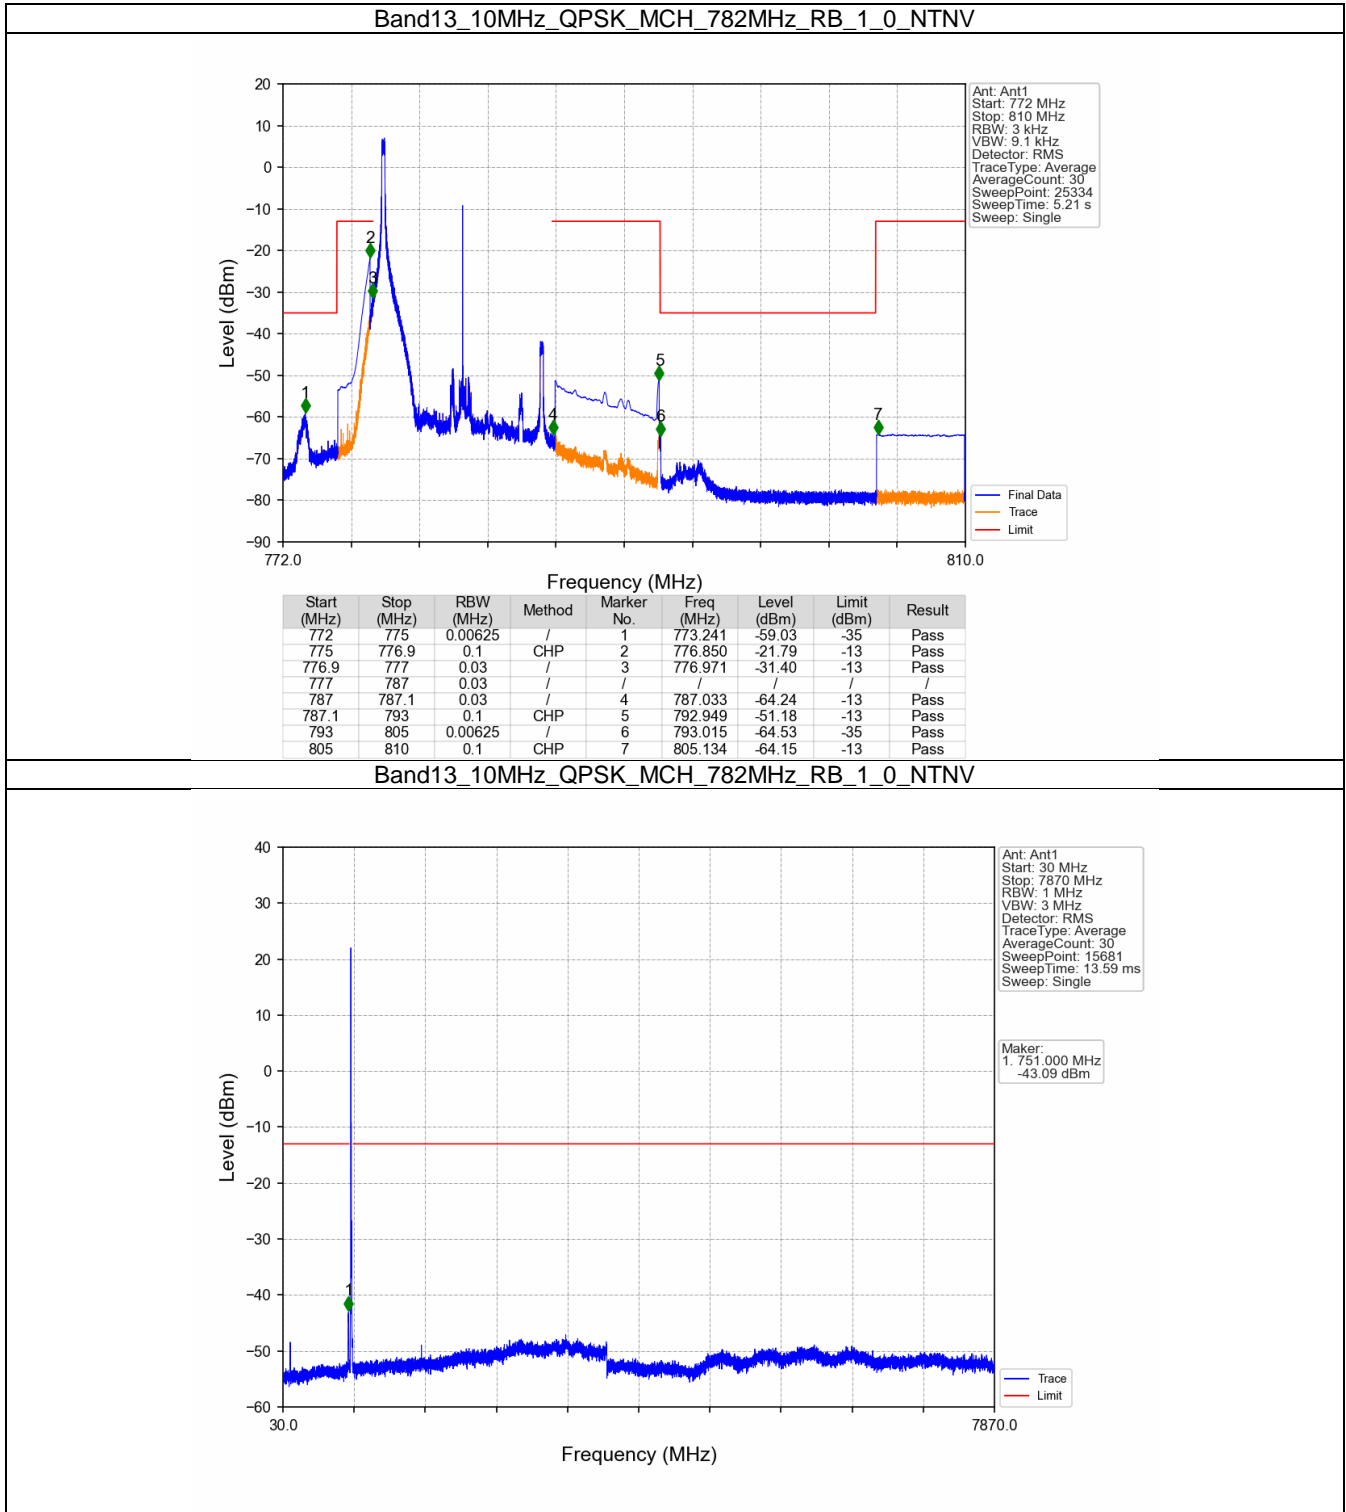 Band13_10MHz_QPSK_MCH_782MHz_RB_1_0_NTNV
20
10
0
−10
−20
−30
−40
−50
−60
−70
−80
−90
Level (dBm)
1
2
3
4
5
6
7
772.0
810.0
Frequency (MHz)
Ant: Ant1
Start: 772 MHz
Stop: 810 MHz
RBW: 3 kHz
VBW: 9.1 kHz
Detector: RMS
TraceType: Average
AverageCount: 30
SweepPoint: 25334
SweepTime: 5.21 s
Sweep: Single
Final Data
Trace
Limit
Start (MHz) Stop (MHz) RBW (MHz) Method Marker No. Freq (MHz) Level (dBm) Limit (dBm) Result
772 775 0.00625 / 1 773.241 -59.03 -35 Pass
775 776.9 0.1 CHP 2 776.850 -21.79 -13 Pass
776.9 777 0.03 / 3 776.971 -31.40 -13 Pass
777 787 0.03 / / / / / /
787 787.1 0.03 / 4 787.033 -64.24 -13 Pass
787.1 793 0.1 CHP 5 792.949 -51.18 -13 Pass
793 805 0.00625 / 6 793.015 -64.53 -35 Pass
805 810 0.1 CHP 7 805.134 -64.15 -13 Pass
Band13_10MHz_QPSK_MCH_782MHz_RB_1_0_NTNV
40
30
20
10
0
−10
−20
−30
−40
−50
−60
Level (dBm)
1
30.0
7870.0
Frequency (MHz)
Ant: Ant1
Start: 30 MHz
Stop: 7870 MHz
RBW: 1 MHz
VBW: 3 MHz
Detector: RMS
TraceType: Average
AverageCount: 30
SweepPoint: 15681
SweepTime: 13.59 ms
Sweep: Single
Maker:
1. 751.000 MHz
-43.09 dBm
Trace
Limit